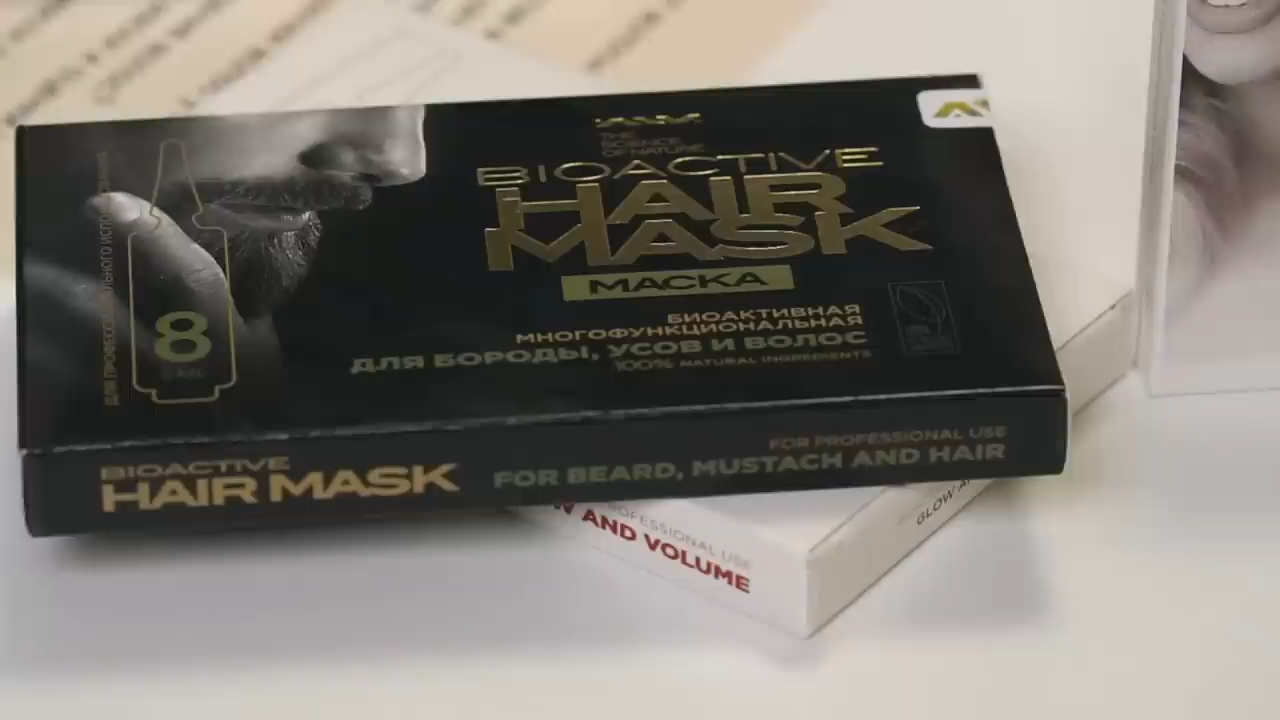 THE
SCIENCE
OF NATURE
BIOACTIVE
HAIR
MASK
МАСКА
БИОАКТИВНАЯ
МНОГОФУНКЦИОНАЛЬНАЯ
ДЛЯ БОРОДЫ, УСОВ И ВОЛОС
100% NATURAL INGREDIENTS
8
BIOACTIVE
HAIR MASK
FOR PROFESSIONAL USE
FOR BEARD, MUSTACH AND HAIR
PROFESSIONAL USE
W AND VOLUME
GLOW